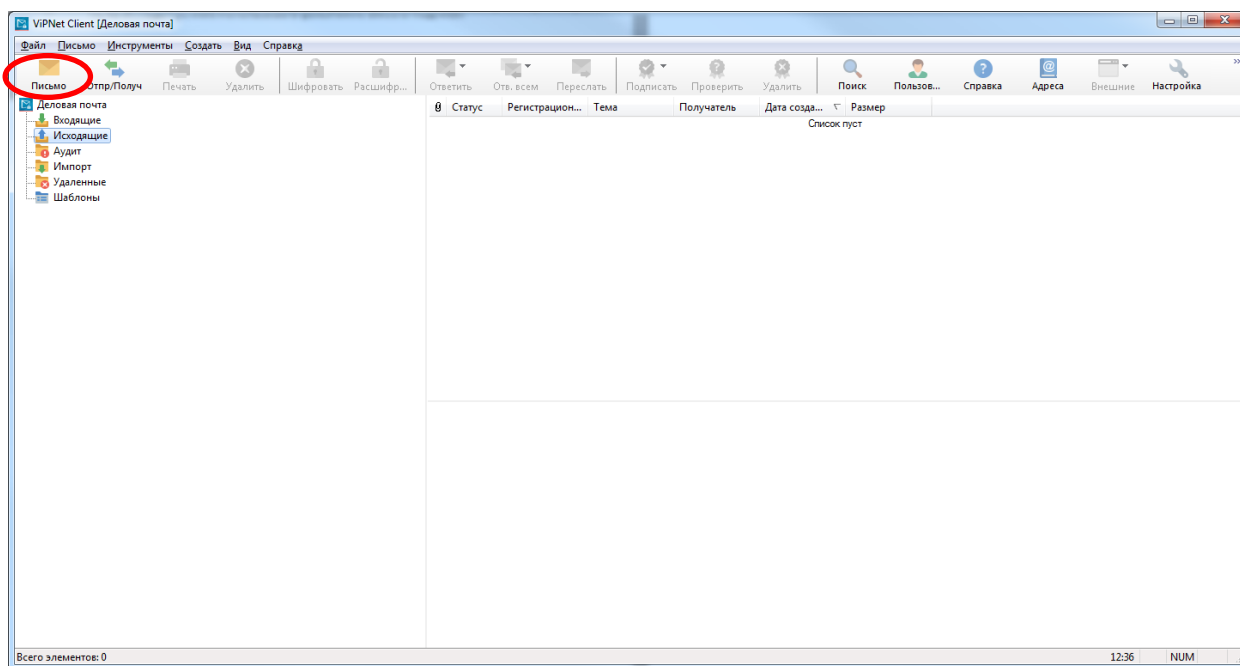 ViPNet Client [Деловая почта]
Файл Письмо Инструменты Создать Вид Справка
Письмо Отпр/Получ Печать Удалить Шифровать Расшифр... Ответить Отв. всем Переслать Подписать Проверить Удалить Поиск Пользов... Справка Адреса Внешние Настройка
Деловая почта
Входящие
Исходящие
Аудит
Импорт
Удаленные
Шаблоны
Статус Регистрацион... Тема Получатель Дата созда... Размер
Список пуст
Всего элементов: 0 12:36 NUM